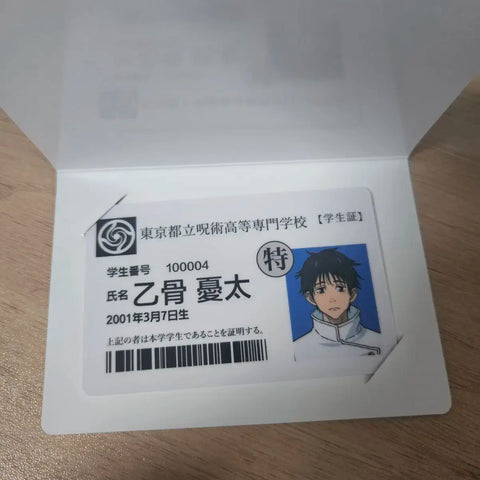 東京都立呪術高等専門学校 【学生証】
学生番号 100004
特
氏名 乙骨 憂太
2001年3月7日生
上記の者は本学学生であることを証明する。